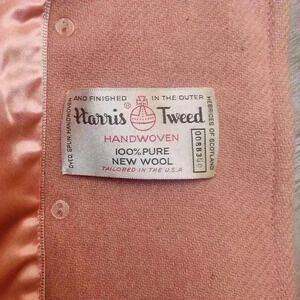 DYED, SPUN HANDWOVEN AND FINISHED IN THE OUTER HEBRIDES OF SCOTLAND
Harris Tweed
®
HANDWOVEN
100% PURE
NEW WOOL
TAILORED IN THE U.S.A